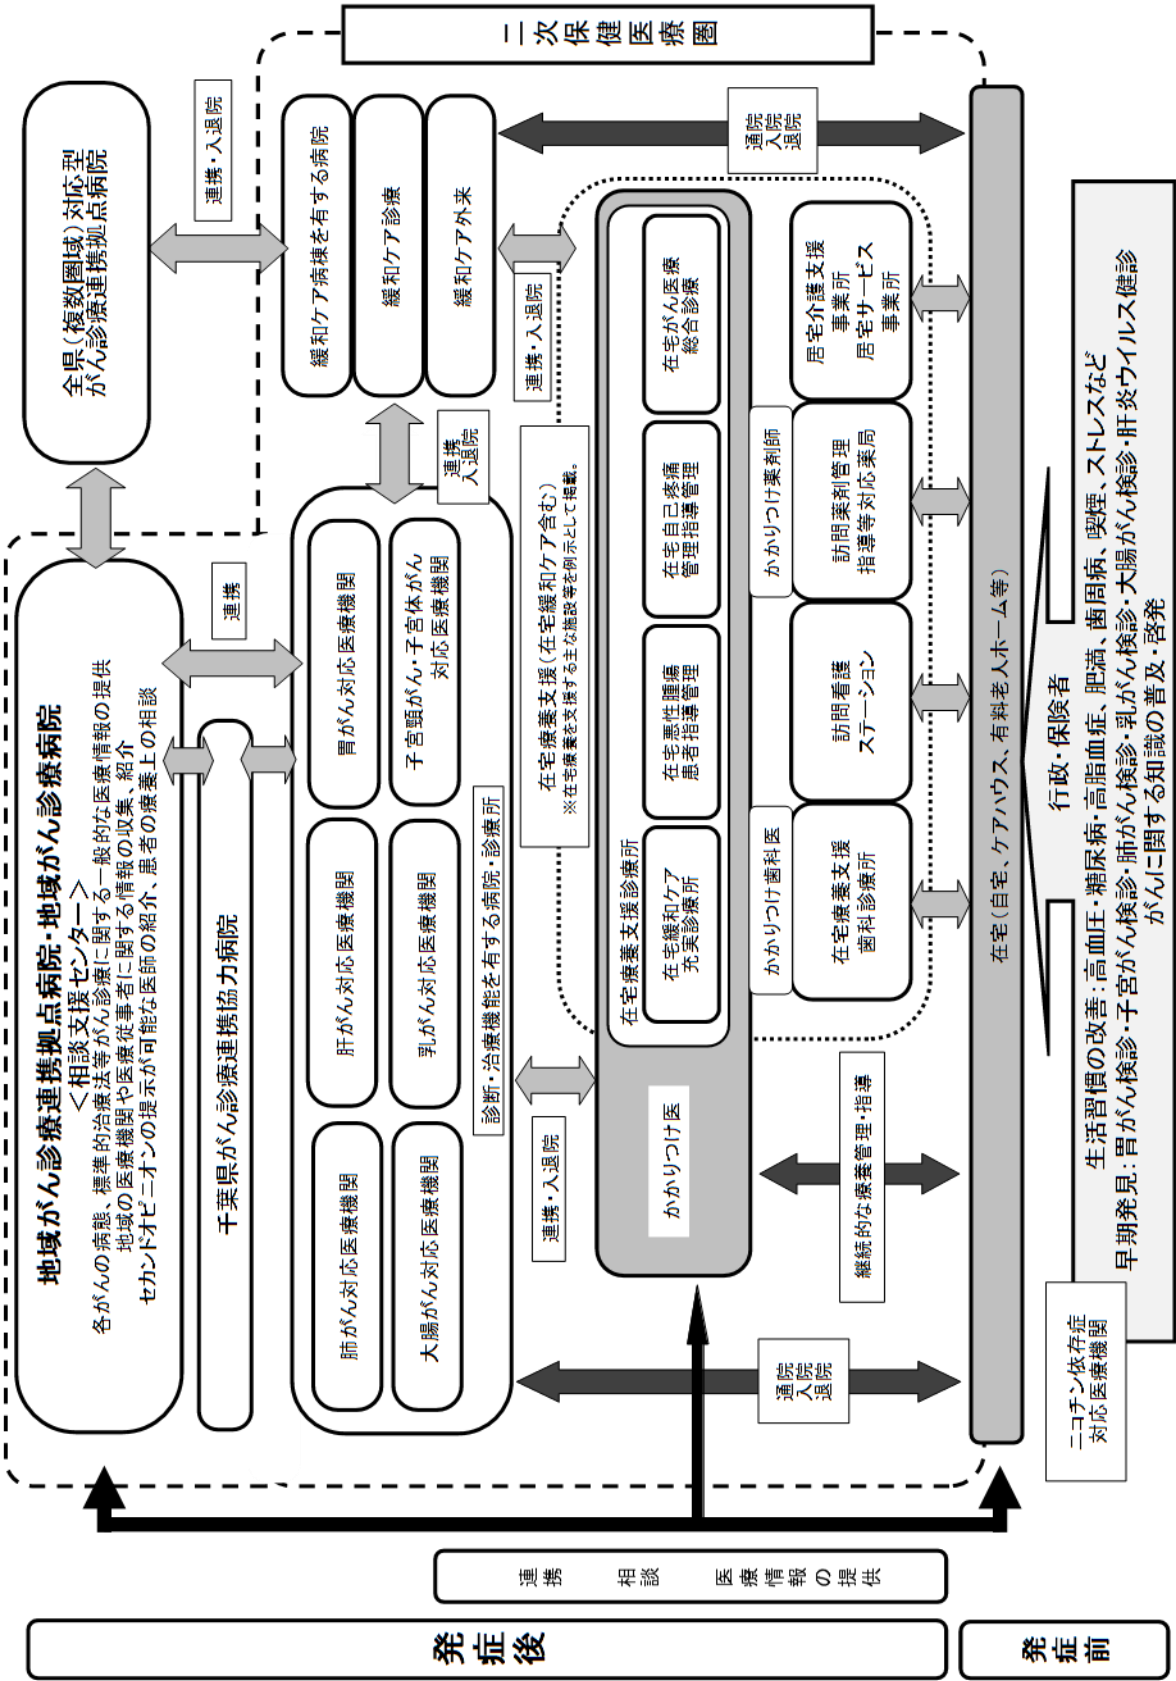 発症後
発症前
連携　相談　医療情報の提供
二次保健医療圏
地域がん診療連携拠点病院・地域がん診療病院
＜相談支援センター＞
各がんの病態、標準的治療法等がん診療に関する一般的な医療情報の提供
地域の医療機関や医療従事者に関する情報の収集、紹介
セカンドオピニオンの提示が可能な医師の紹介、患者の療養上の相談
全県（複数圏域）対応型
がん診療連携拠点病院
千葉県がん診療連携協力病院
連携
連携・入退院
肺がん対応医療機関
肝がん対応医療機関
胃がん対応医療機関
大腸がん対応医療機関
乳がん対応医療機関
子宮頸がん・子宮体がん
対応医療機関
診断・治療機能を有する病院・診療所
連携
入退院
緩和ケア病棟を有する病院
緩和ケア診療
緩和ケア外来
連携・入退院
連携・入退院
在宅療養支援（在宅緩和ケア含む）
※在宅療養を支援する主な施設等を例示として掲載。
かかりつけ医
在宅療養支援診療所
在宅緩和ケア
充実診療所
在宅悪性腫瘍
患者指導管理
在宅自己疼痛
管理指導管理
在宅がん医療
総合診療
かかりつけ歯科医
かかりつけ薬剤師
在宅療養支援
歯科診療所
訪問看護
ステーション
訪問薬剤管理
指導等対応薬局
居宅介護支援
事業所
居宅サービス
事業所
通院
入院
退院
継続的な療養管理・指導
通院
入院
退院
在宅（自宅、ケアハウス、有料老人ホーム等）
ニコチン依存症
対応医療機関
行政・保険者
生活習慣の改善：高血圧・糖尿病・高脂血症、肥満、歯周病、喫煙、ストレスなど
早期発見：胃がん検診・子宮がん検診・肺がん検診・乳がん検診・大腸がん検診・肝炎ウイルス健診
がんに関する知識の普及・啓発